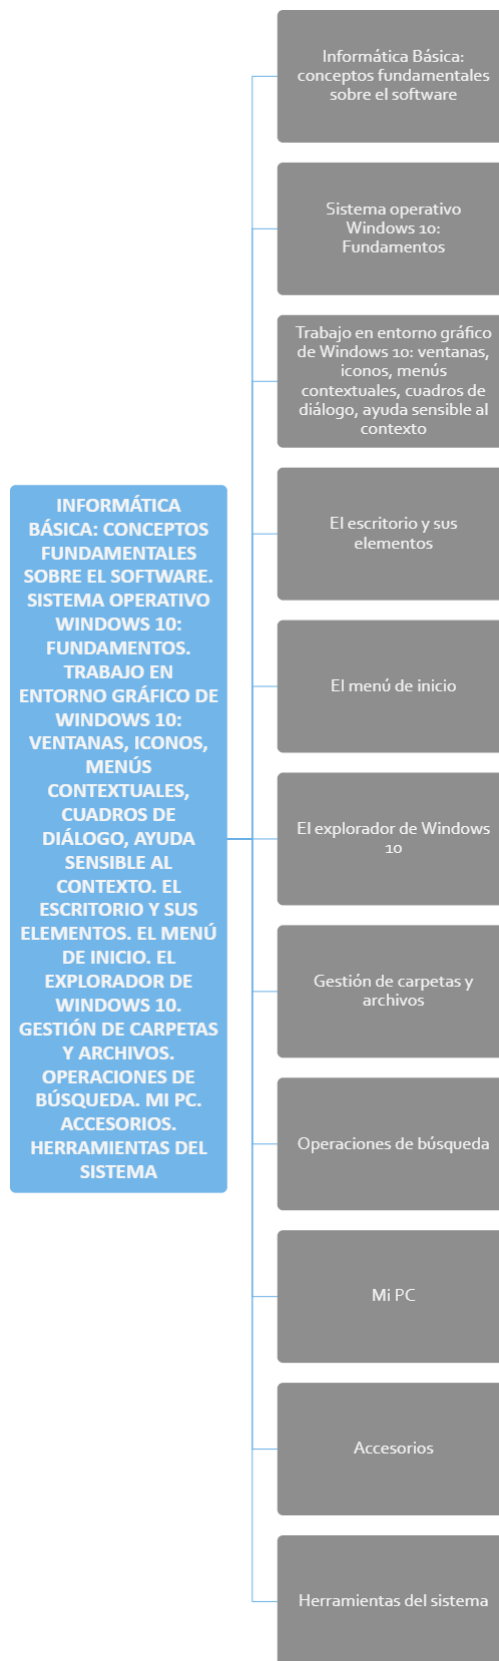 INFORMÁTICA
BÁSICA: CONCEPTOS
FUNDAMENTALES
SOBRE EL SOFTWARE.
SISTEMA OPERATIVO
WINDOWS 10:
FUNDAMENTOS.
TRABAJO EN
ENTORNO GRÁFICO DE
WINDOWS 10:
VENTANAS, ICONOS,
MENÚS
CONTEXTUALES,
CUADROS DE
DIÁLOGO, AYUDA
SENSIBLE AL
CONTEXTO. EL
ESCRITORIO Y SUS
ELEMENTOS. EL MENÚ
DE INICIO. EL
EXPLORADOR DE
WINDOWS 10.
GESTIÓN DE CARPETAS
Y ARCHIVOS.
OPERACIONES DE
BÚSQUEDA. MI PC.
ACCESORIOS.
HERRAMIENTAS DEL
SISTEMA
Informática Básica:
conceptos fundamentales
sobre el software
Sistema operativo
Windows 10:
Fundamentos
Trabajo en entorno gráfico
de Windows 10: ventanas,
iconos, menús
contextuales, cuadros de
diálogo, ayuda sensible al
contexto
El escritorio y sus
elementos
El menú de inicio
El explorador de Windows
10
Gestión de carpetas y
archivos
Operaciones de búsqueda
Mi PC
Accesorios
Herramientas del sistema